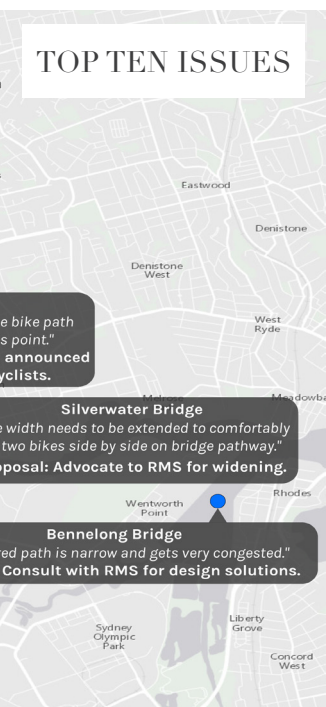 TOP TEN ISSUES
Eastwood
Denistone
Denistone
West
West
Ryde
e bike path
s point."
announced
yclists.
Meadowba
Silverwater Bridge
e width needs to be extended to comfortably
two bikes side by side on bridge pathway."
oposal: Advocate to RMS for widening.
Rhodes
Wentworth
Point
Bennelong Bridge
red path is narrow and gets very congested."
Consult with RMS for design solutions.
Liberty
Grove
Sydney
Olympic
Park
Concord
West